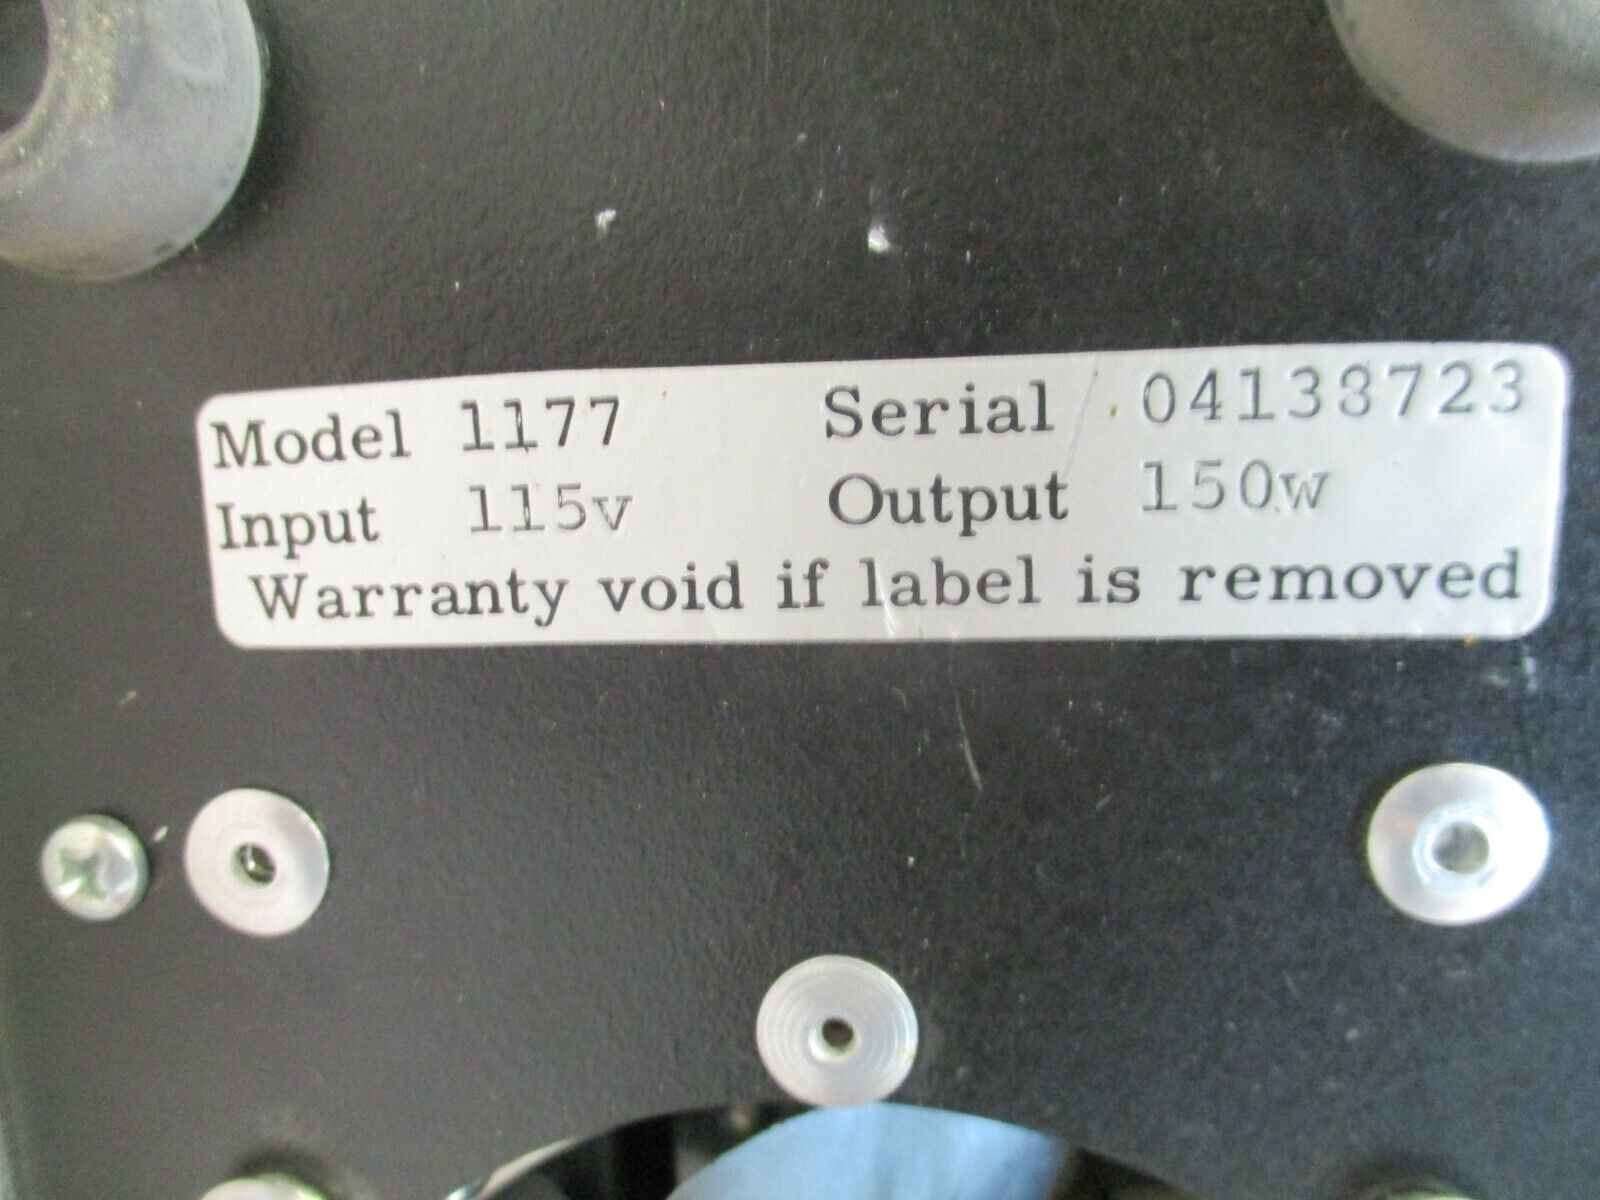 Model 1177 Serial 04138723
Input 115v Output 150w
Warranty void if label is removed